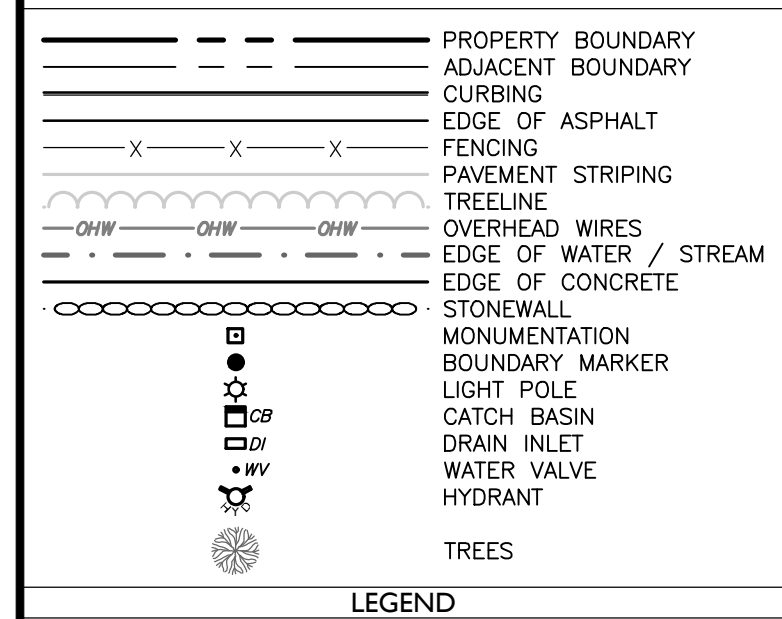 PROPERTY BOUNDARY
ADJACENT BOUNDARY
CURBING
EDGE OF ASPHALT
X X X FENCING
PAVEMENT STRIPING
TREELINE
OHW OHW OHW OVERHEAD WIRES
EDGE OF WATER / STREAM
EDGE OF CONCRETE
STONEWALL
MONUMENTATION
BOUNDARY MARKER
LIGHT POLE
CB CATCH BASIN
DI DRAIN INLET
WV WATER VALVE
HYD HYDRANT
TREES
LEGEND